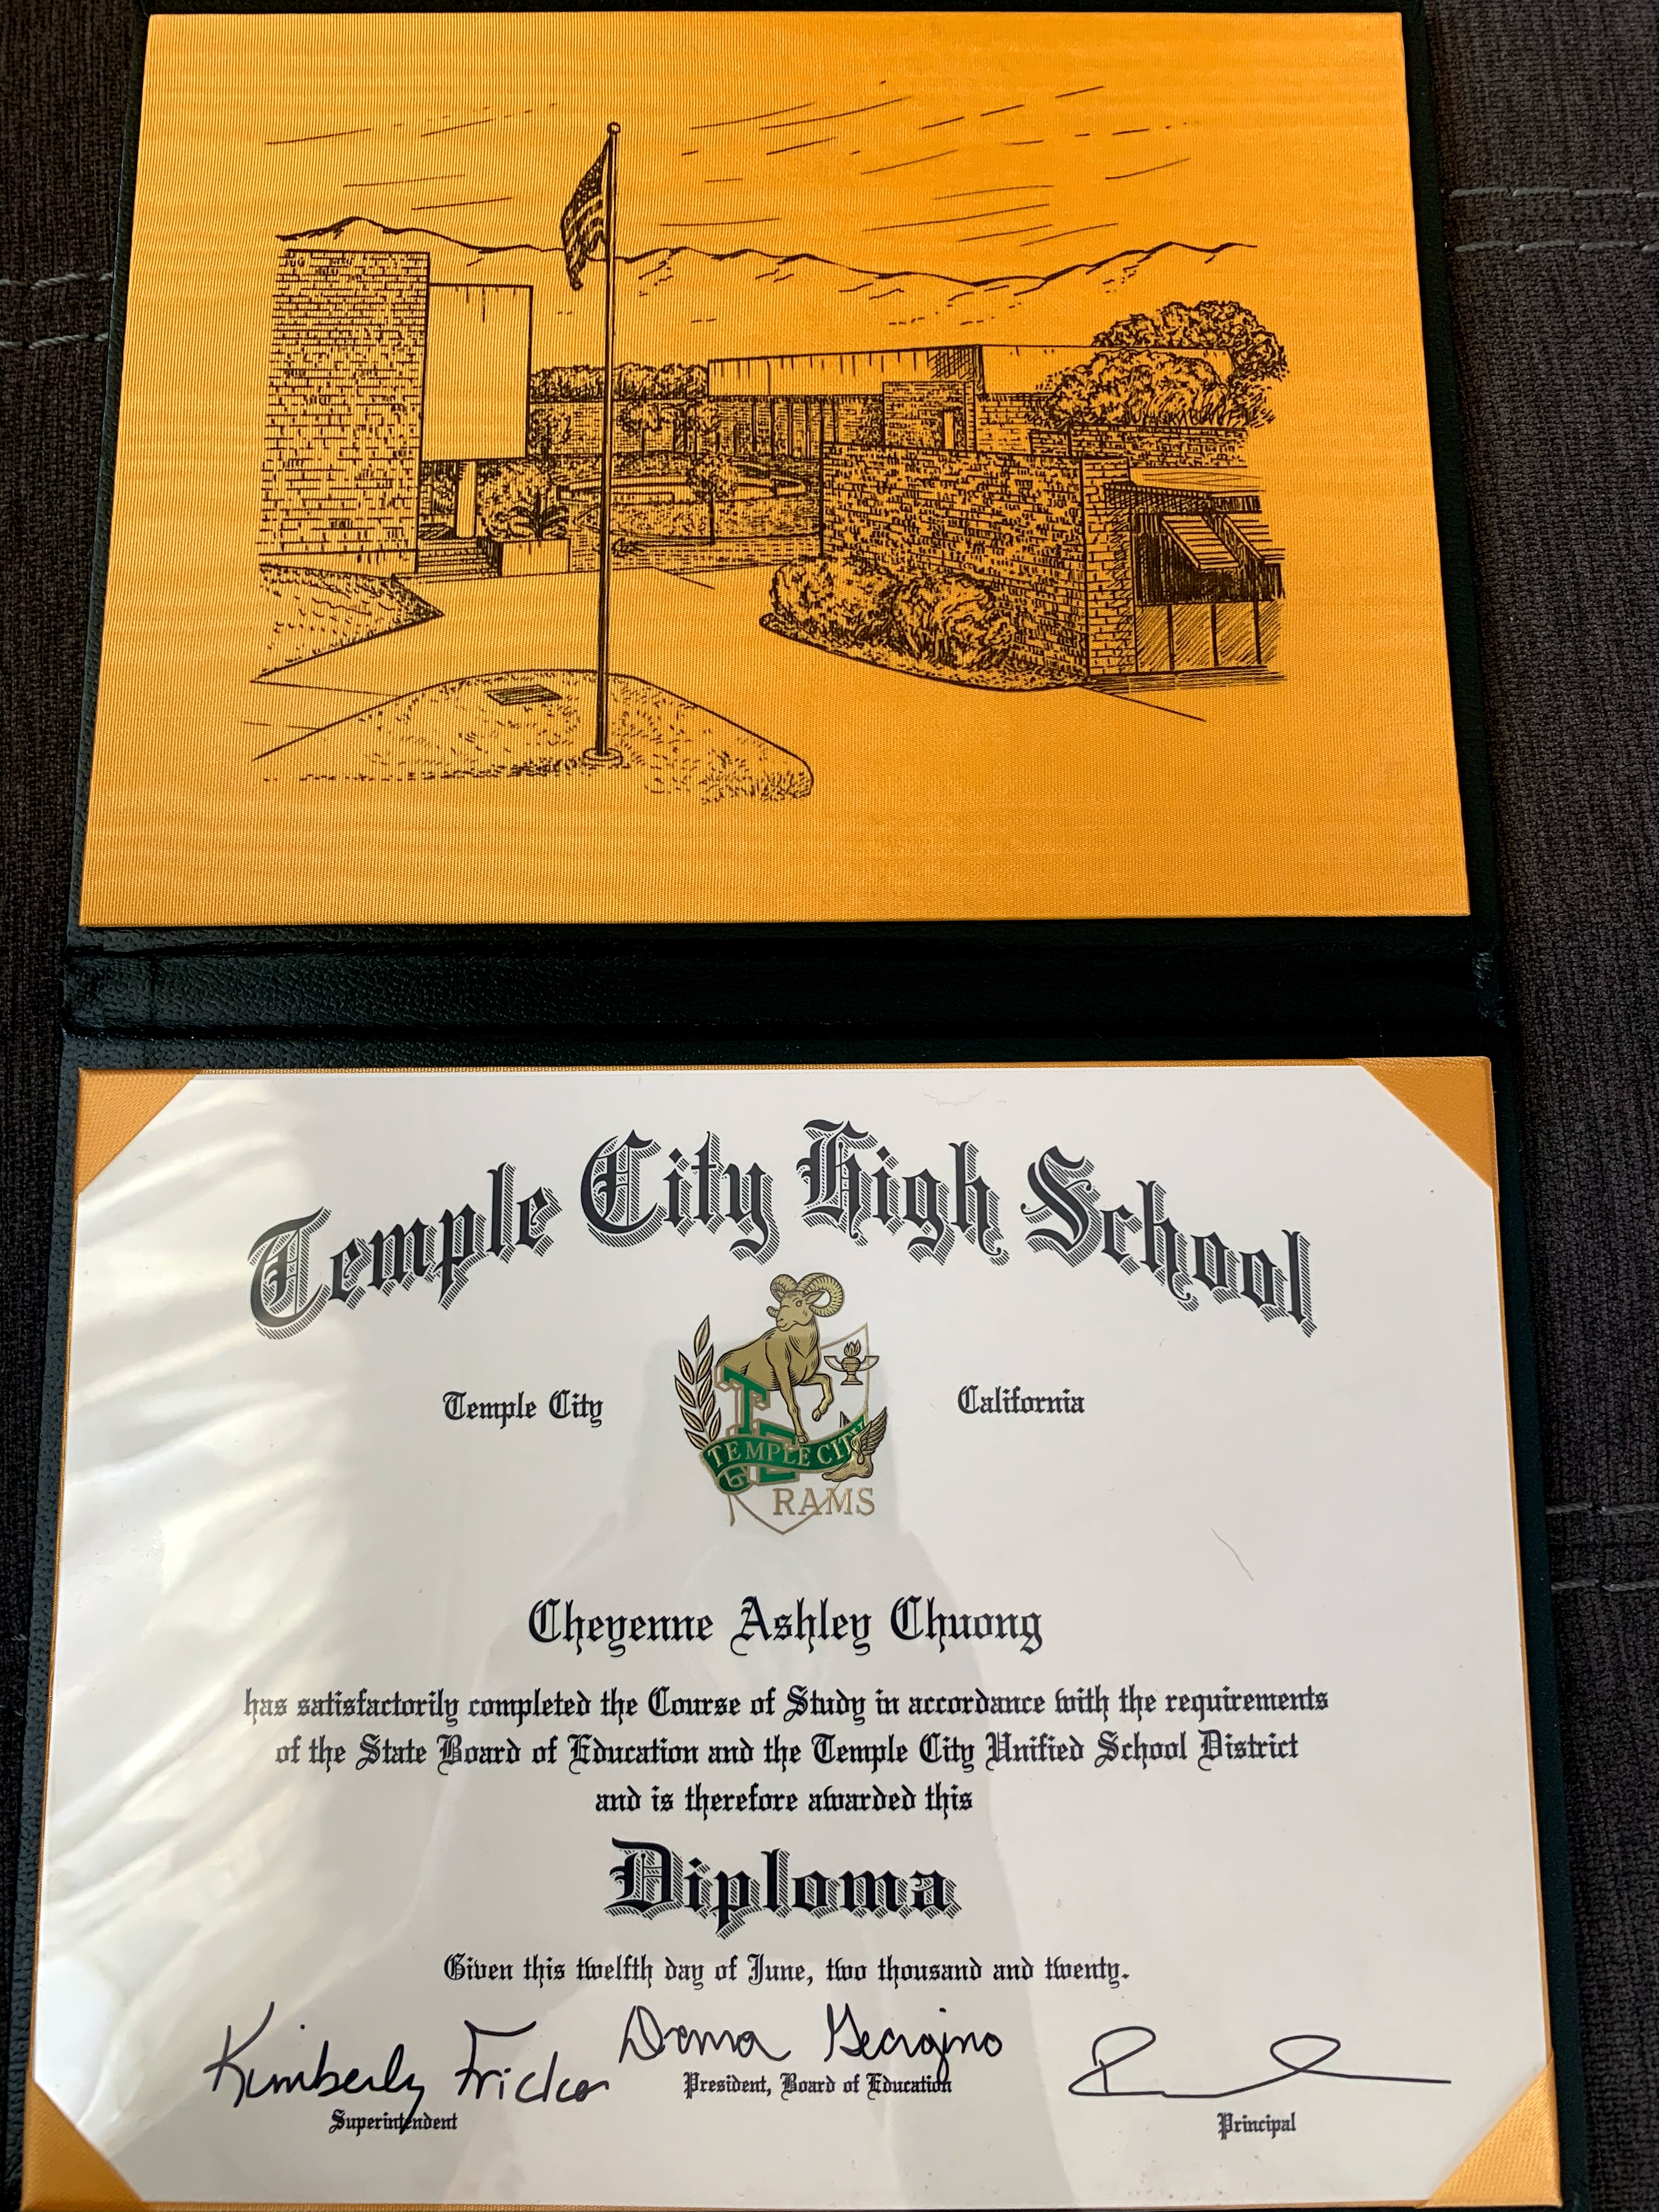 Temple City High School
Temple City
California
TC
TEMPLE CITY
RAMS
Cheyenne Ashley Chuong
has satisfactorily completed the Course of Study in accordance with the requirements
of the State Board of Education and the Temple City Unified School District
and is therefore awarded this
Diploma
Given this twelfth day of June, two thousand and twenty.
Kimberly Fricker
Superintendent
Donna Georgino
President, Board of Education
Principal